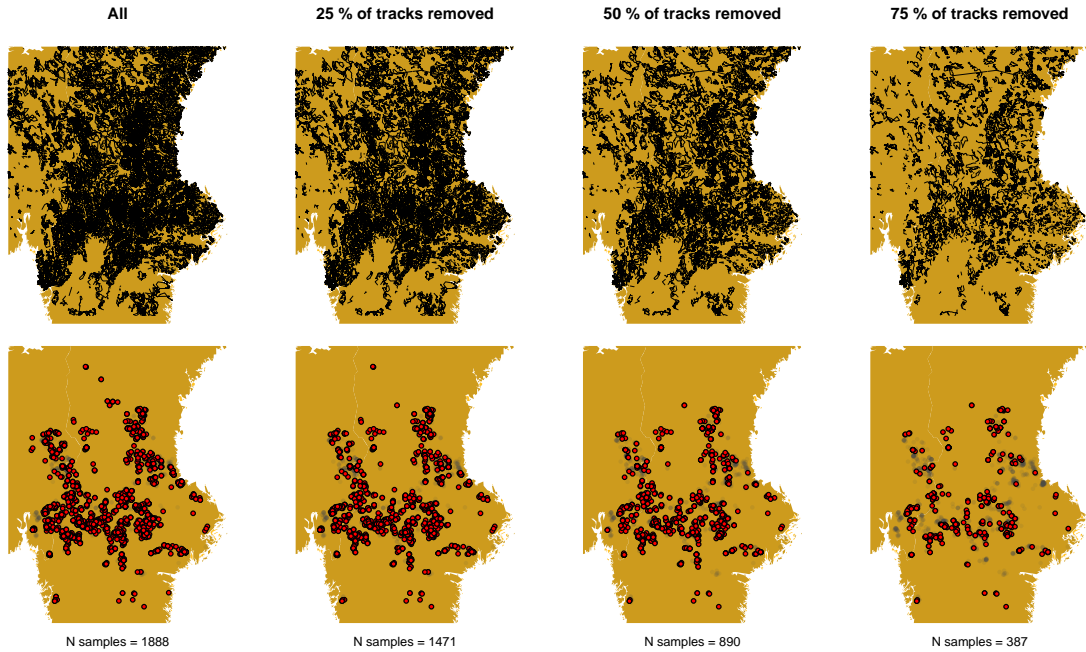 All
25 % of tracks removed
50 % of tracks removed
75 % of tracks removed
N samples = 1888
N samples = 1471
N samples = 890
N samples = 387